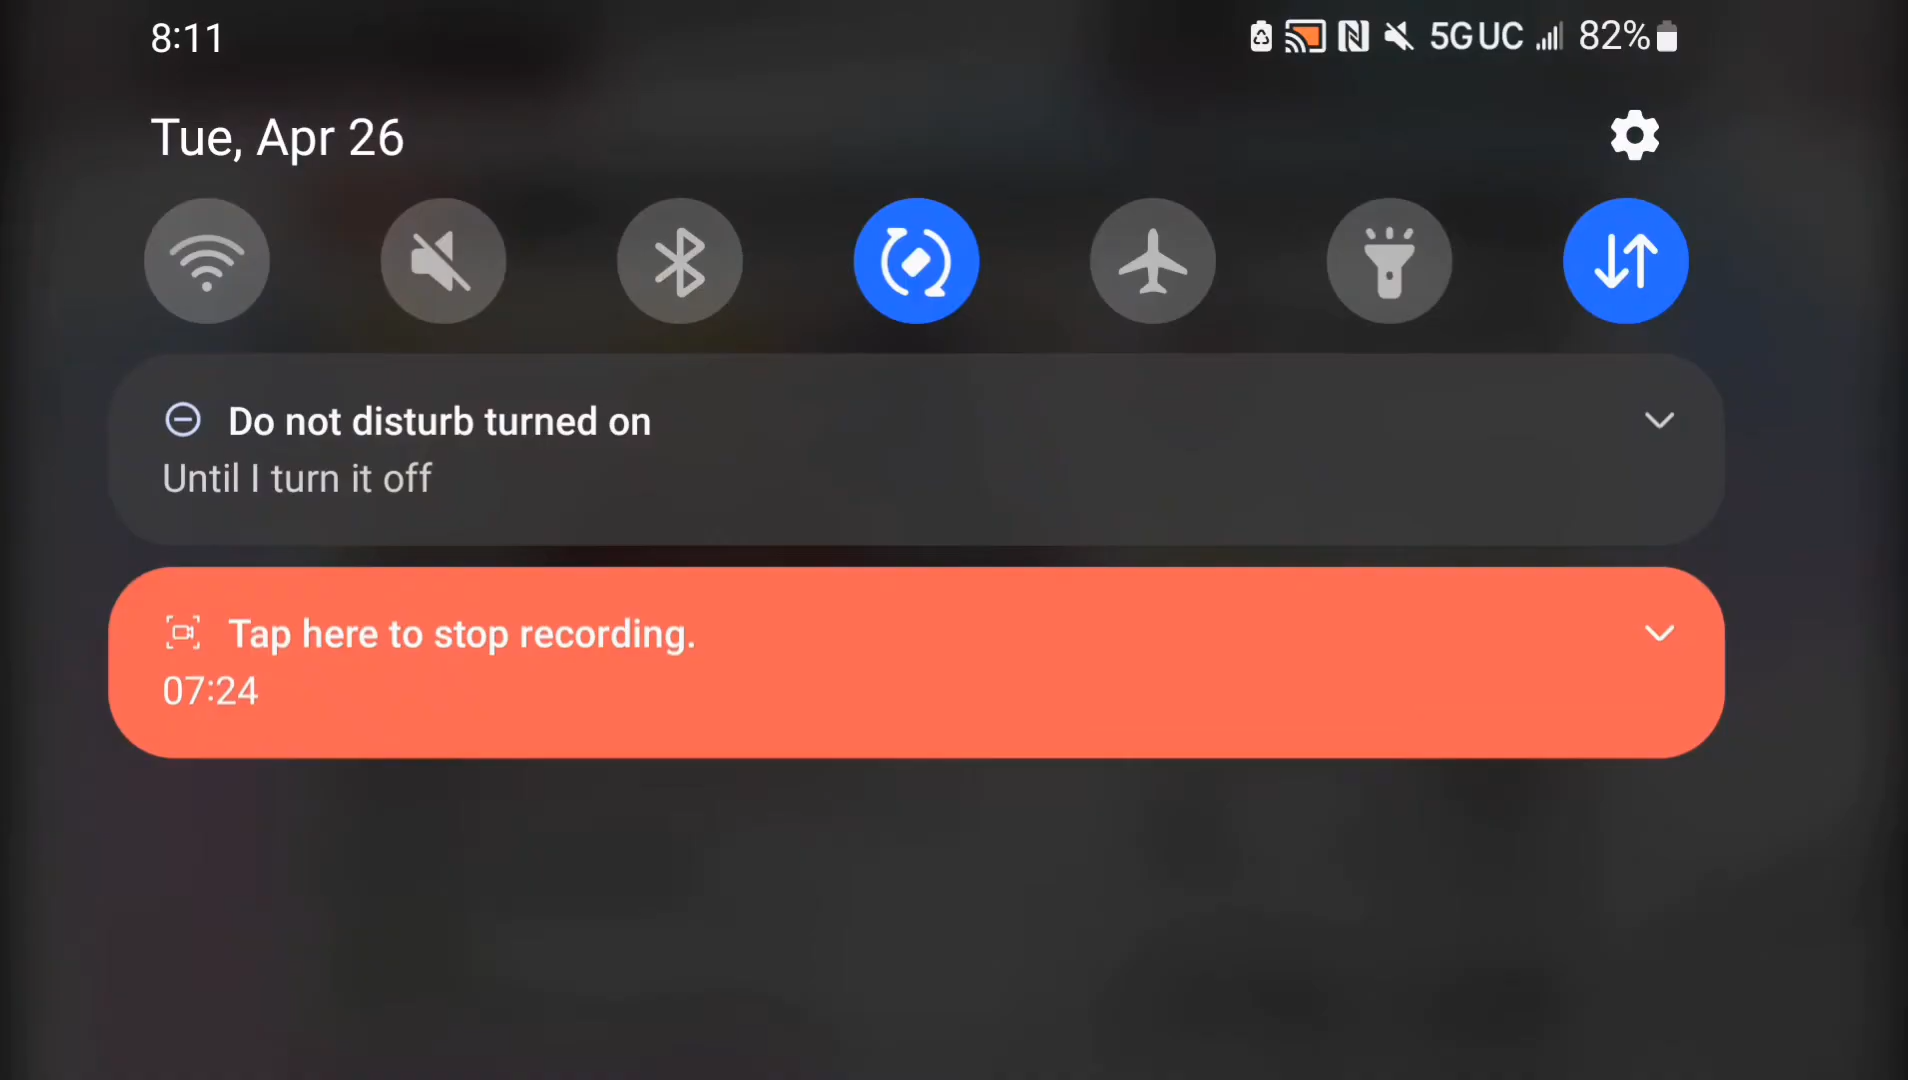 8:11
5G UC 82%
Tue, Apr 26
Do not disturb turned on
Until I turn it off
Tap here to stop recording.
07:24